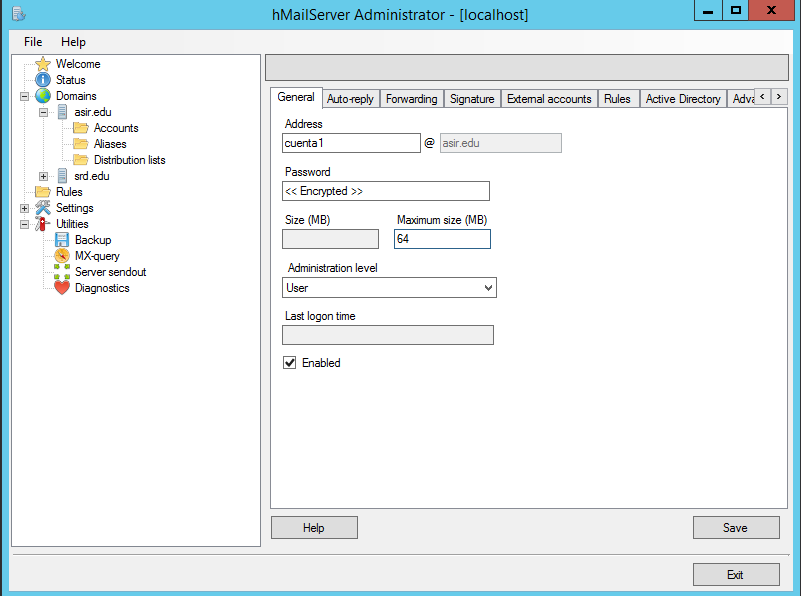 hMailServer Administrator - [localhost]
File Help
Welcome
Status
Domains
asir.edu
Accounts
Aliases
Distribution lists
srd.edu
Rules
Settings
Utilities
Backup
MX-query
Server sendout
Diagnostics
General Auto-reply Forwarding Signature External accounts Rules Active Directory Adva
Address
cuenta1 @ asir.edu
Password
<< Encrypted >>
Size (MB) Maximum size (MB)
64
Administration level
User
Last logon time
Enabled
Help Save
Exit